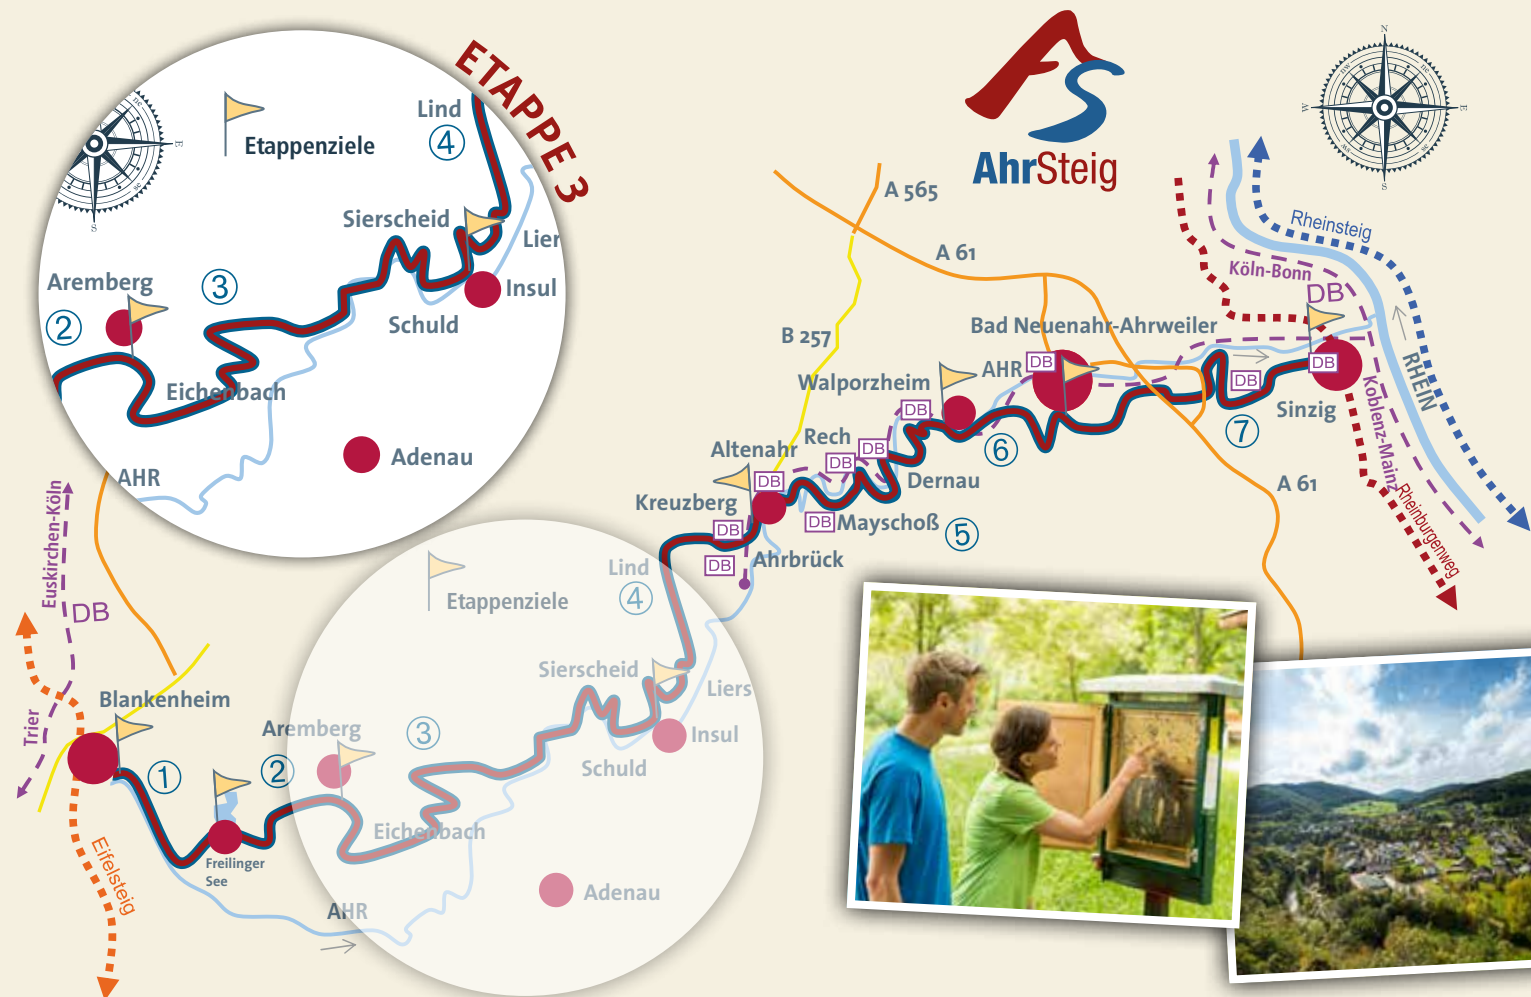 ETAPPE 3
Etappenziele
Lind
4
Sierscheid
Lier
Aremberg
3
2
Insul
Schuld
Eichenbach
Adenau
AHR
S
E
AhrSteig
N
W
E
S
A 565
A 61
B 257
Rheinsteig
Köln-Bonn
DB
Bad Neuenahr-Ahrweiler
RHEIN
Walporzheim
AHR
DB
DB
DB
Koblenz-Mainz
Sinzig
7
DB
Rech
6
Altenahr
DB
DB
DB
Dernau
A 61
Kreuzberg
DB
DB
Mayschoß
5
Rheinburgenweg
DB
Ahrbrück
Euskirchen-Köln
DB
Lind
4
Etappenziele
Sierscheid
Liers
Blankenheim
Trier
Aremberg
3
Insul
1
2
Schuld
Eichenbach
Freilinger
See
Eifelsteig
Adenau
AHR